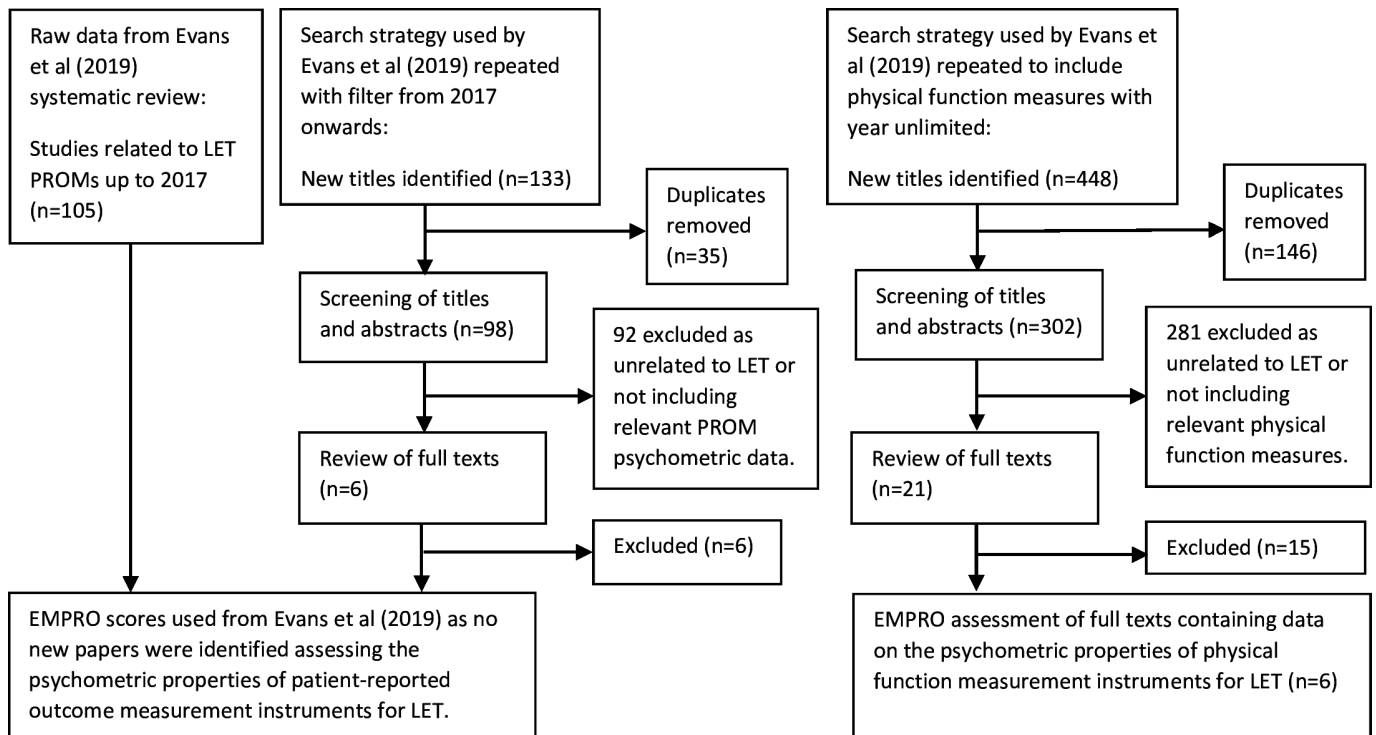 Raw data from Evans
et al (2019)
systematic review:
Studies related to LET
PROMs up to 2017
(n=105)
Search strategy used by
Evans et al (2019) repeated
with filter from 2017
onwards:
New titles identified (n=133)
Duplicates
removed
(n=35)
Screening of titles
and abstracts (n=98)
92 excluded as
unrelated to LET or
not including
relevant PROM
psychometric data.
Review of full texts
(n=6)
Excluded (n=6)
EMPRO scores used from Evans et al (2019) as no
new papers were identified assessing the
psychometric properties of patient-reported
outcome measurement instruments for LET.
Search strategy used by Evans et
al (2019) repeated to include
physical function measures with
year unlimited:
New titles identified (n=448)
Duplicates
removed
(n=146)
Screening of titles
and abstracts (n=302)
281 excluded as
unrelated to LET or
not including
relevant physical
function measures.
Review of full texts
(n=21)
Excluded (n=15)
EMPRO assessment of full texts containing data
on the psychometric properties of physical
function measurement instruments for LET (n=6)